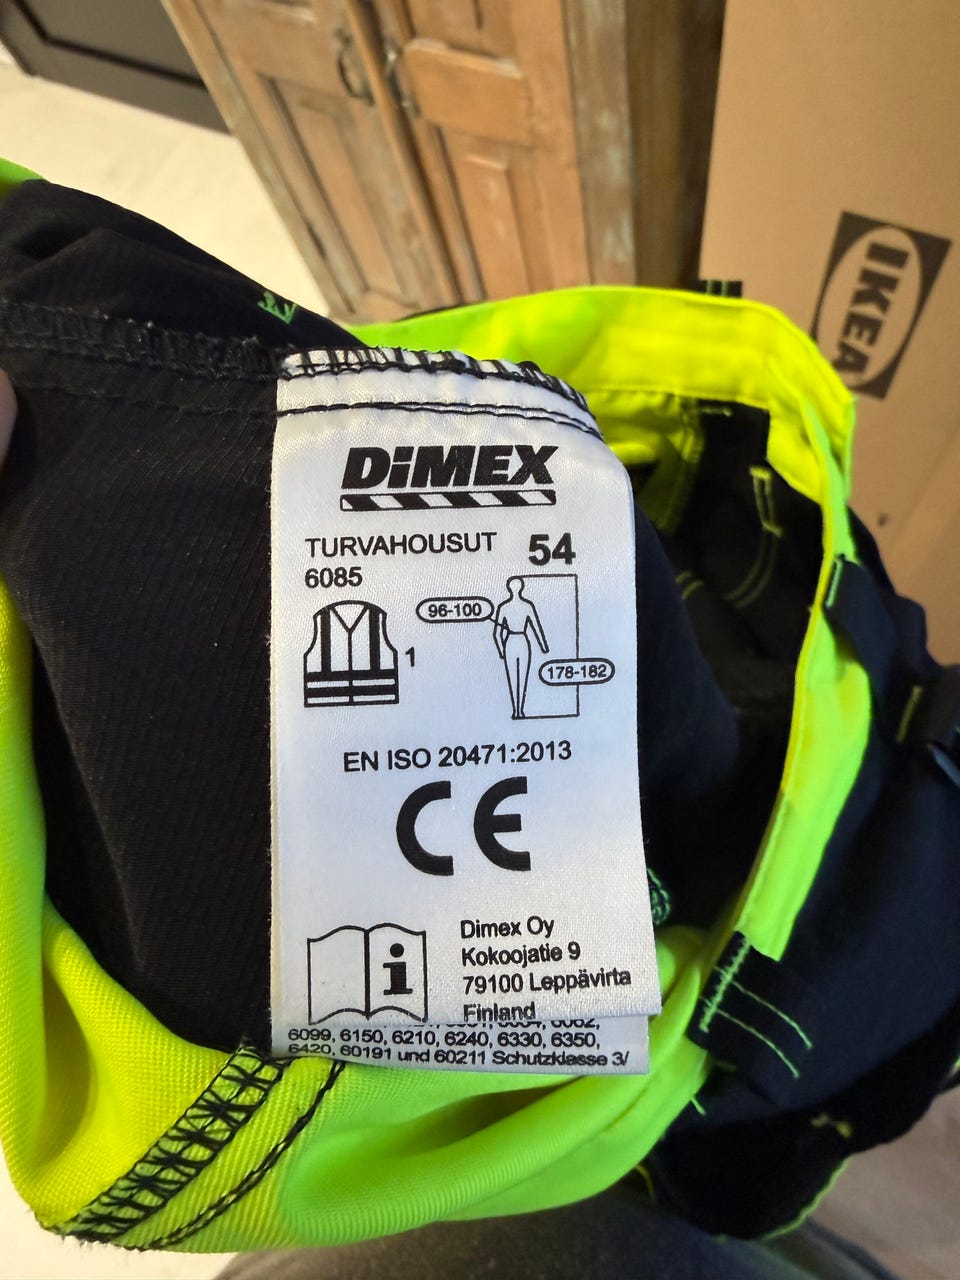 IKEA
DiMEX
TURVAHOUSUT 54
6085
96-100
1
178-182
EN ISO 20471:2013
CE
i
Dimex Oy
Kokoojatie 9
79100 Leppävirta
Finland
6099, 6150, 6210, 6240, 6330, 6350,
6420, 60191 und 60211 Schutzklasse 3/